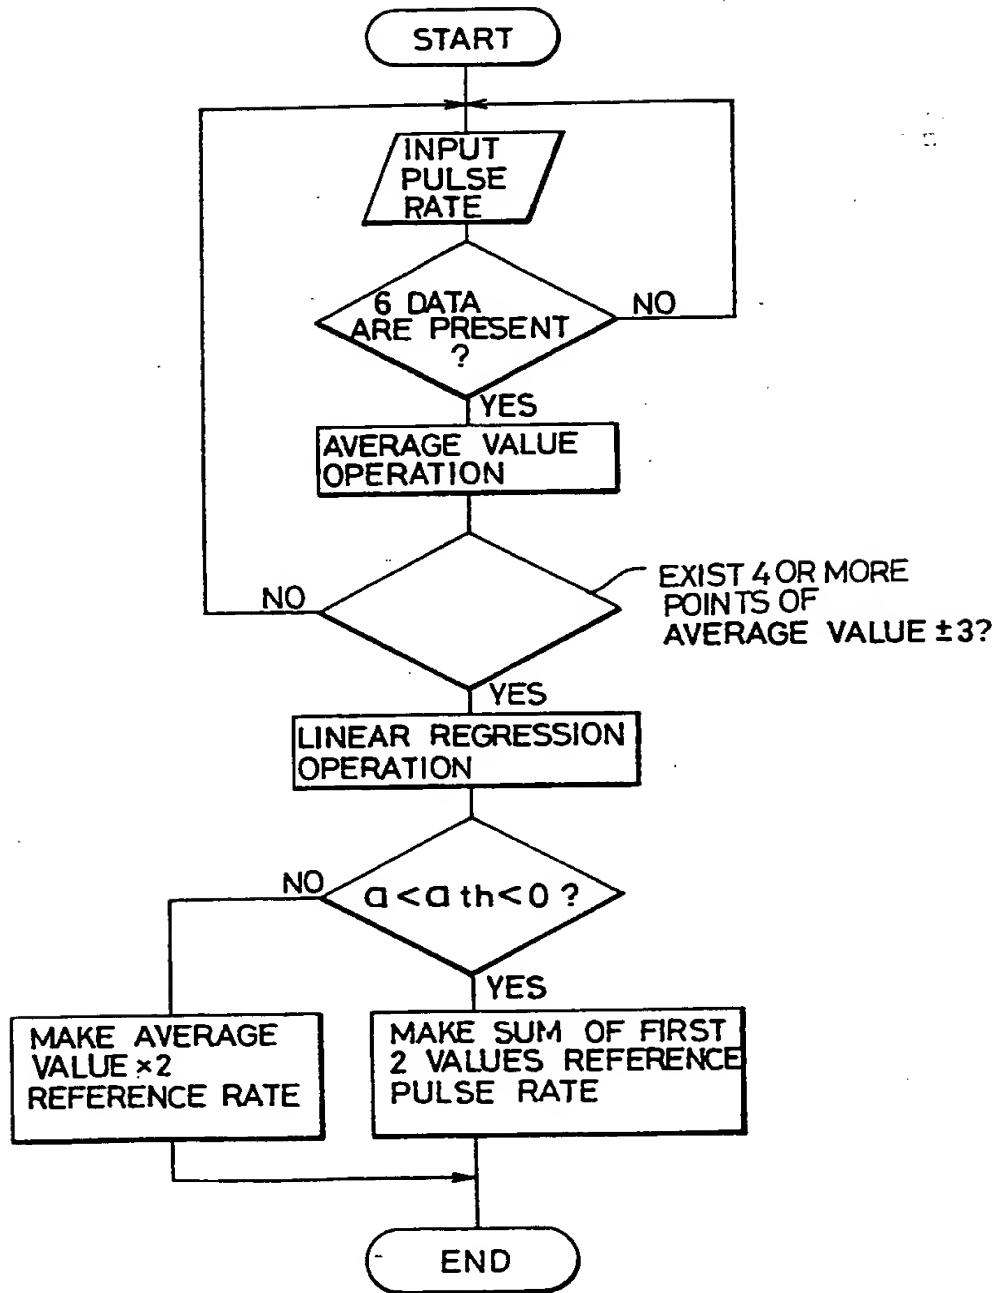 START
INPUT
PULSE
RATE
6 DATA
ARE PRESENT
?
NO
YES
AVERAGE VALUE
OPERATION
NO
EXIST 4 OR MORE
POINTS OF
AVERAGE VALUE ±3?
YES
LINEAR REGRESSION
OPERATION
NO
a < a th < 0 ?
YES
MAKE AVERAGE
VALUE ×2
REFERENCE RATE
MAKE SUM OF FIRST
2 VALUES REFERENCE
PULSE RATE
END